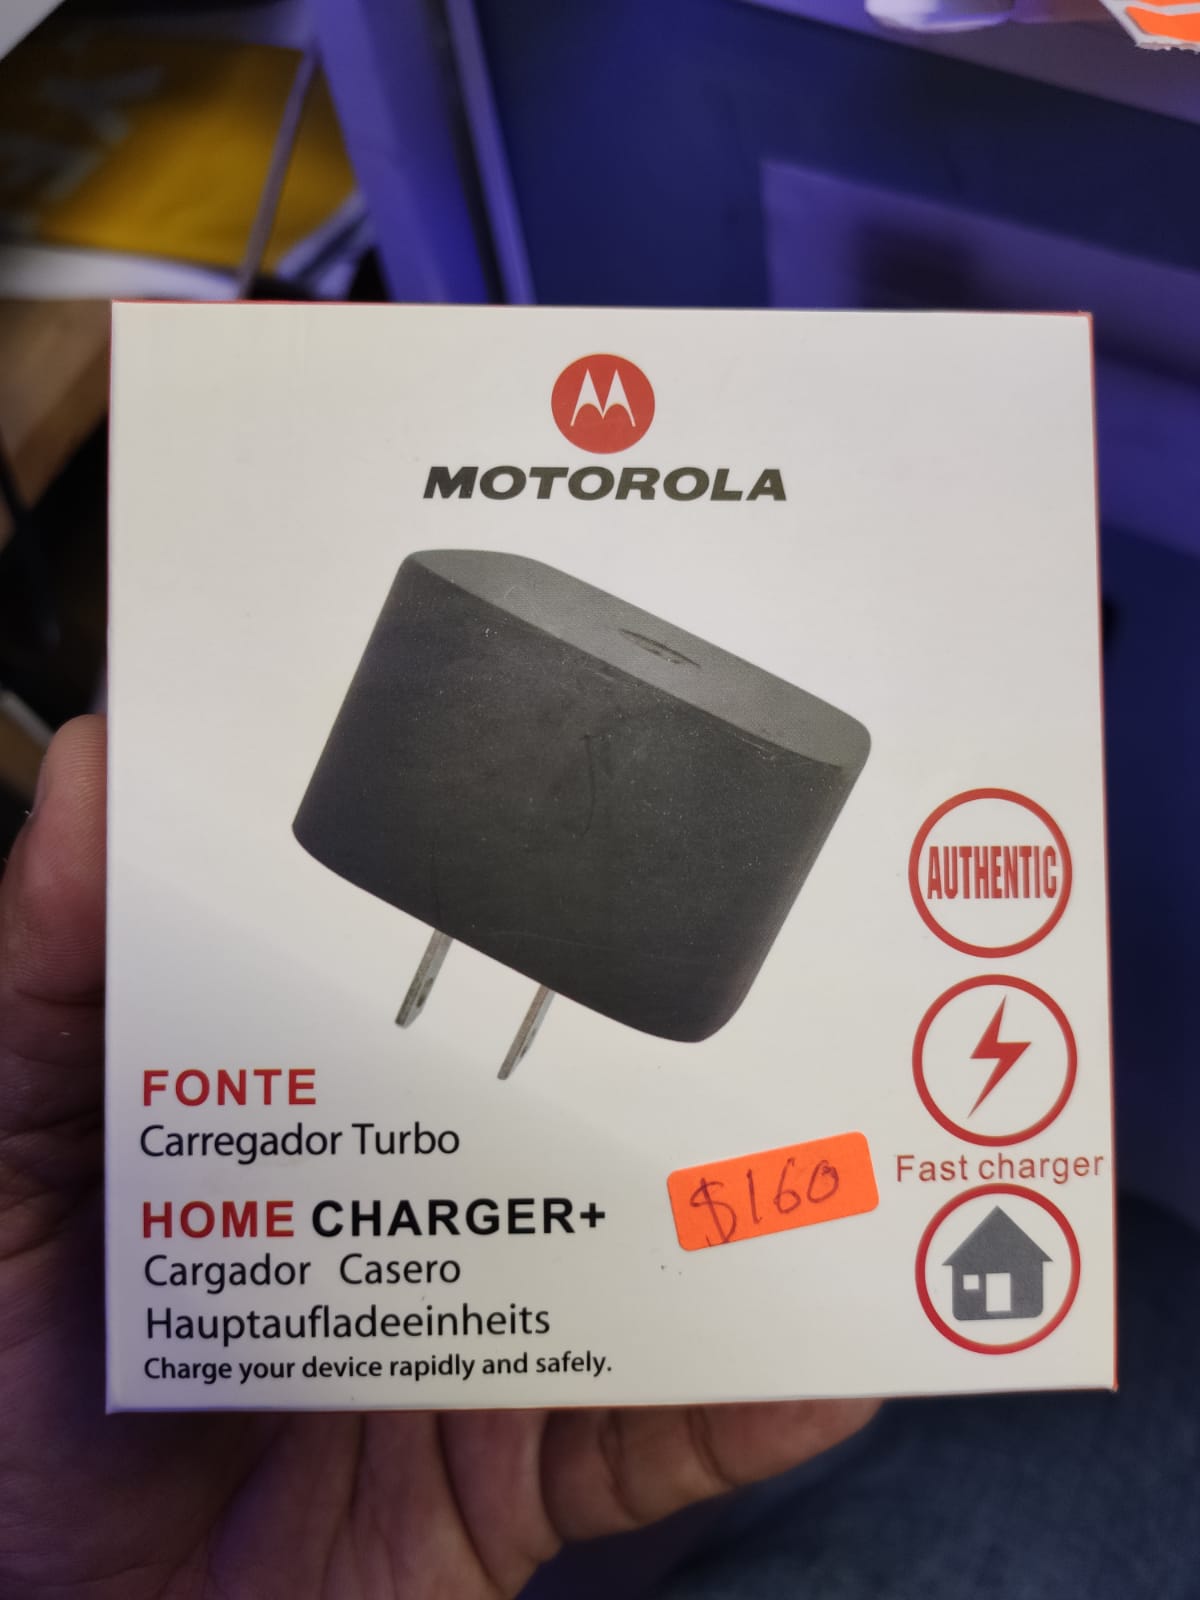 MOTOROLA
AUTHENTIC
FONTE
Carregador Turbo
$160
Fast charger
HOME CHARGER+
Cargador Casero
Hauptaufladeeinheits
Charge your device rapidly and safely.